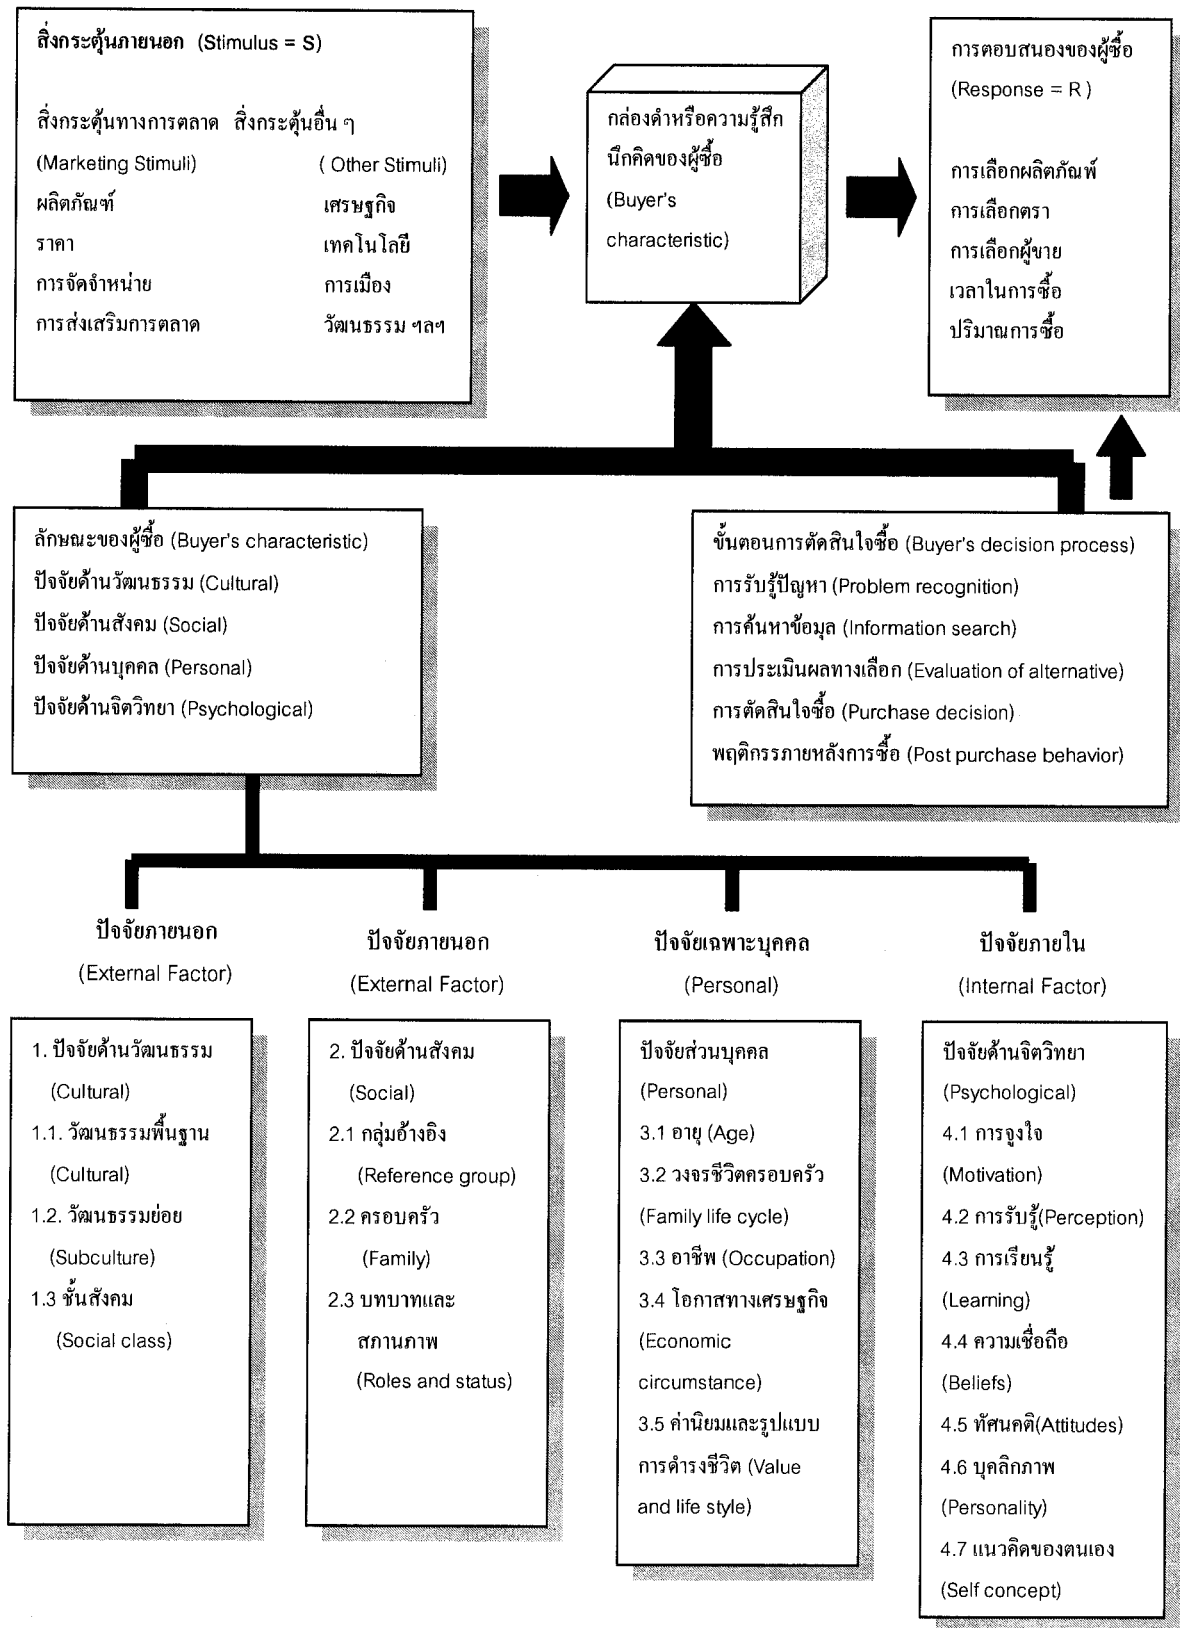 สิ่งกระตุ้นภายนอก (Stimulus = S)
สิ่งกระตุ้นทางการตลาด สิ่งกระตุ้นอื่น ๆ
(Marketing Stimuli) ( Other Stimuli)
ผลิตภัณฑ์ เศรษฐกิจ
ราคา เทคโนโลยี
การจัดจำหน่าย การเมือง
การส่งเสริมการตลาด วัฒนธรรม ฯลฯ
กล่องดำหรือความรู้สึก
นึกคิดของผู้ซื้อ
(Buyer's
characteristic)
การตอบสนองของผู้ซื้อ
(Response = R )
การเลือกผลิตภัณฑ์
การเลือกตรา
การเลือกผู้ขาย
เวลาในการซื้อ
ปริมาณการซื้อ
ลักษณะของผู้ซื้อ (Buyer's characteristic)
ปัจจัยด้านวัฒนธรรม (Cultural)
ปัจจัยด้านสังคม (Social)
ปัจจัยด้านบุคคล (Personal)
ปัจจัยด้านจิตวิทยา (Psychological)
ขั้นตอนการตัดสินใจซื้อ (Buyer's decision process)
การรับรู้ปัญหา (Problem recognition)
การค้นหาข้อมูล (Information search)
การประเมินผลทางเลือก (Evaluation of alternative)
การตัดสินใจซื้อ (Purchase decision)
พฤติกรรภายหลังการซื้อ (Post purchase behavior)
ปัจจัยภายนอก
(External Factor)
1. ปัจจัยด้านวัฒนธรรม
(Cultural)
1.1. วัฒนธรรมพื้นฐาน
(Cultural)
1.2. วัฒนธรรมย่อย
(Subculture)
1.3 ชั้นสังคม
(Social class)
ปัจจัยภายนอก
(External Factor)
2. ปัจจัยด้านสังคม
(Social)
2.1 กลุ่มอ้างอิง
(Reference group)
2.2 ครอบครัว
(Family)
2.3 บทบาทและ
สถานภาพ
(Roles and status)
ปัจจัยเฉพาะบุคคล
(Personal)
ปัจจัยส่วนบุคคล
(Personal)
3.1 อายุ (Age)
3.2 วงจรชีวิตครอบครัว
(Family life cycle)
3.3 อาชีพ (Occupation)
3.4 โอกาสทางเศรษฐกิจ
(Economic
circumstance)
3.5 ค่านิยมและรูปแบบ
การดำรงชีวิต (Value
and life style)
ปัจจัยภายใน
(Internal Factor)
ปัจจัยด้านจิตวิทยา
(Psychological)
4.1 การจูงใจ
(Motivation)
4.2 การรับรู้(Perception)
4.3 การเรียนรู้
(Learning)
4.4 ความเชื่อถือ
(Beliefs)
4.5 ทัศนคติ(Attitudes)
4.6 บุคลิกภาพ
(Personality)
4.7 แนวคิดของตนเอง
(Self concept)